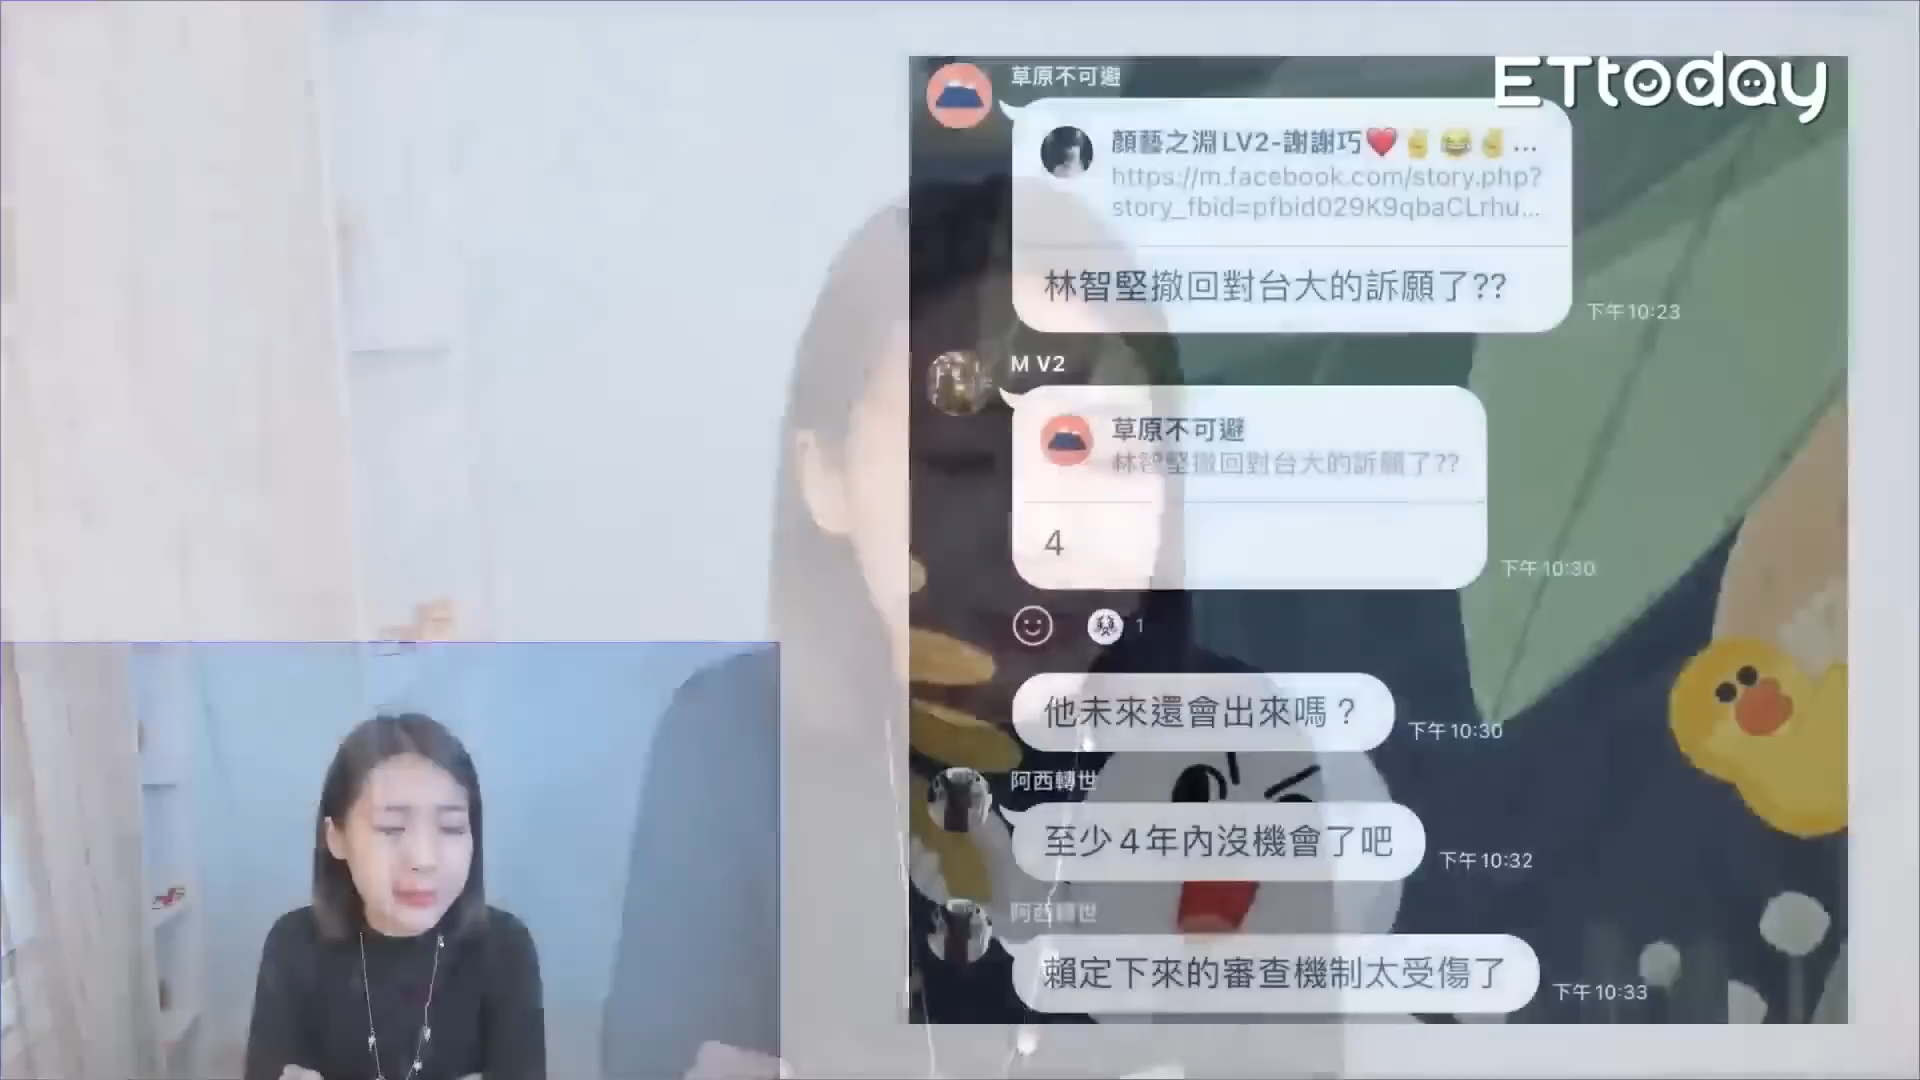 ETtoday
草原不可避
顏藝之淵LV2-謝謝巧❤️✌️😂✌️...
https://m.facebook.com/story.php?
story_fbid=pfbid029K9qbaCLrhu...
林智堅撤回對台大的訴願了??
下午10:23
M V2
草原不可避
林智堅撤回對台大的訴願了??
4
下午10:30
1
他未來還會出來嗎？
下午10:30
阿西轉世
至少4年內沒機會了吧
下午10:32
阿西轉世
賴定下來的審查機制太受傷了
下午10:33